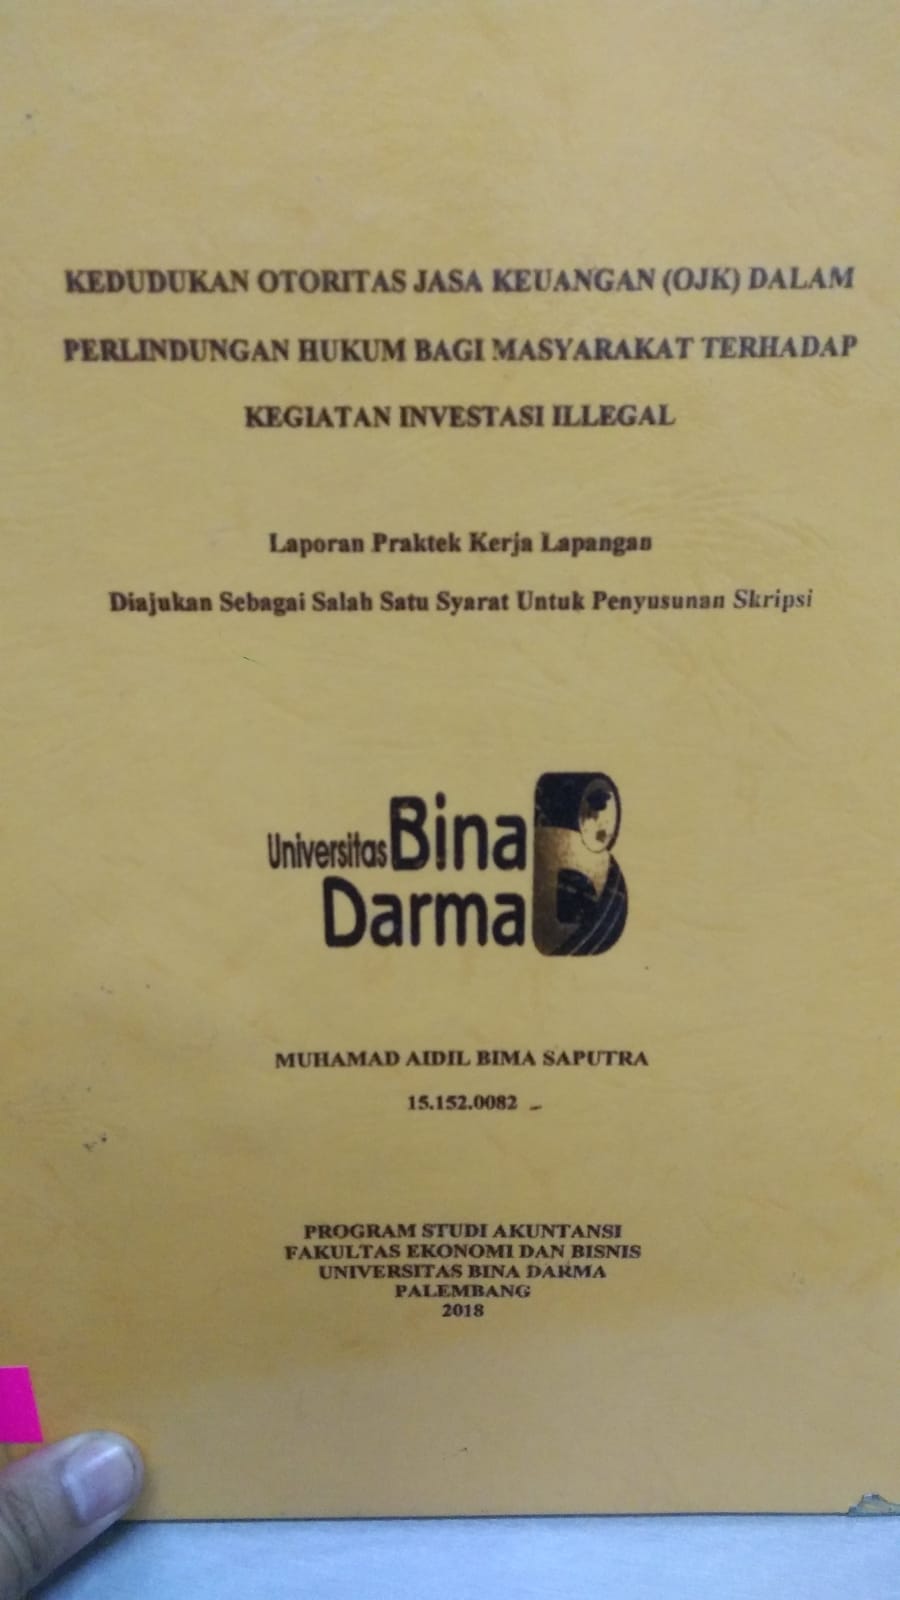 KEDUDUKAN OTORITAS JASA KEUANGAN (OJK) DALAM
PERLINDUNGAN HUKUM BAGI MASYARAKAT TERHADAP
KEGIATAN INVESTASI ILLEGAL
Laporan Praktek Kerja Lapangan
Diajukan Sebagai Salah Satu Syarat Untuk Penyusunan Skripsi
Universitas Bina
Darma
MUHAMAD AIDIL BIMA SAPUTRA
15.152.0082
PROGRAM STUDI AKUNTANSI
FAKULTAS EKONOMI DAN BISNIS
UNIVERSITAS BINA DARMA
PALEMBANG
2018